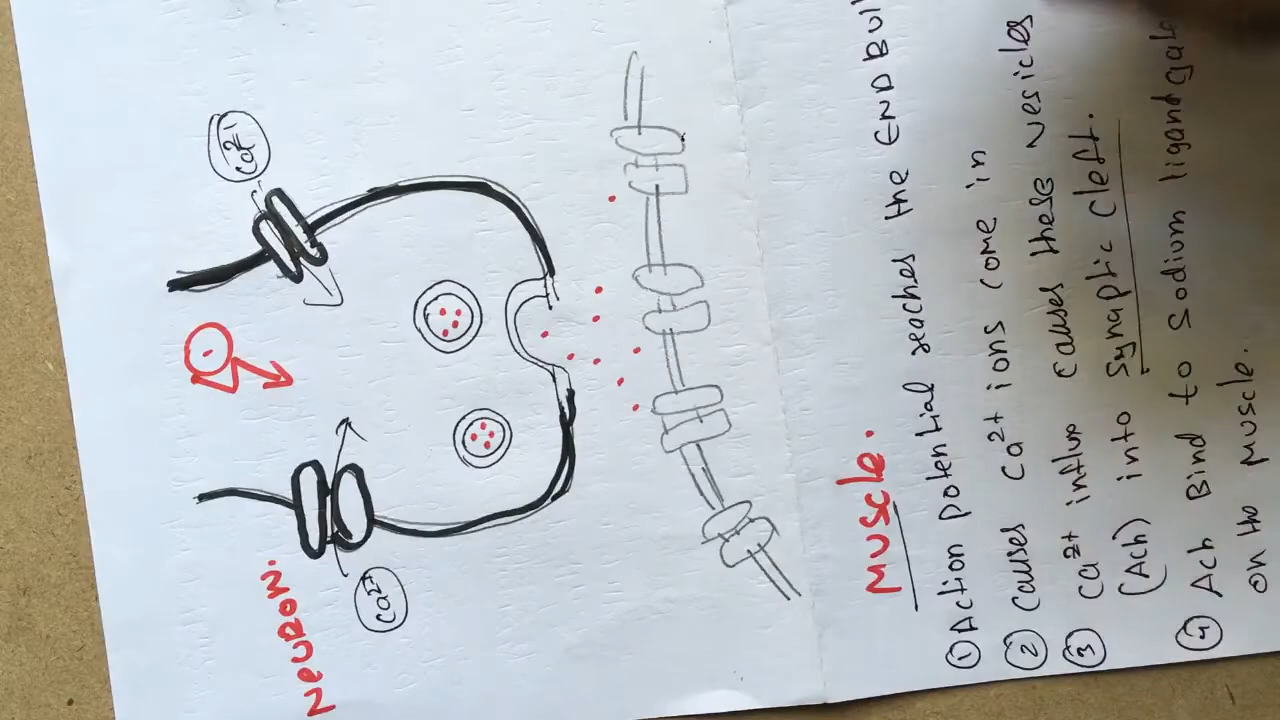 NEURON.
Ca2+
Ca2+
MUSCLE.
① Action potential reaches the END BUL
② causes Ca2+ ions come in
③ Ca2+ influx causes these vesicles
(Ach) into Synaptic Cleft.
④ Ach Bind to Sodium ligand gate
on the muscle.